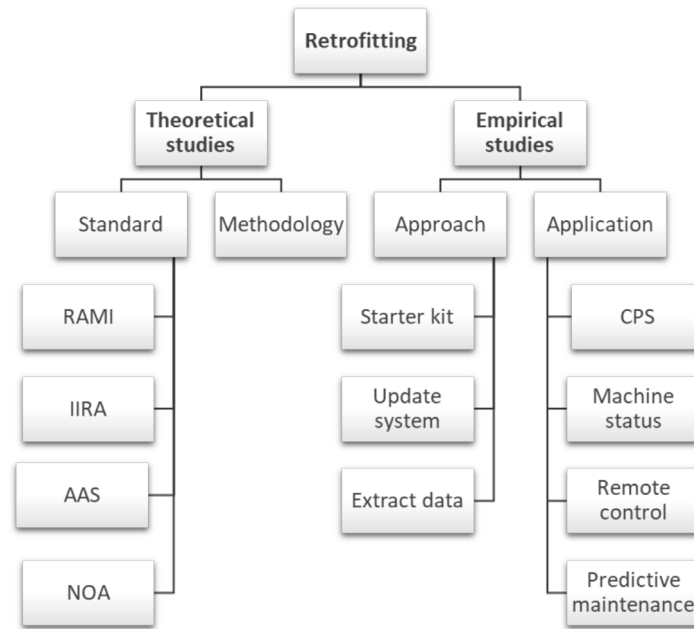 Retrofitting
Theoretical
studies
Empirical
studies
Standard
Methodology
Approach
Application
RAMI
IIRA
AAS
NOA
Starter kit
Update
system
Extract data
CPS
Machine
status
Remote
control
Predictive
maintenance